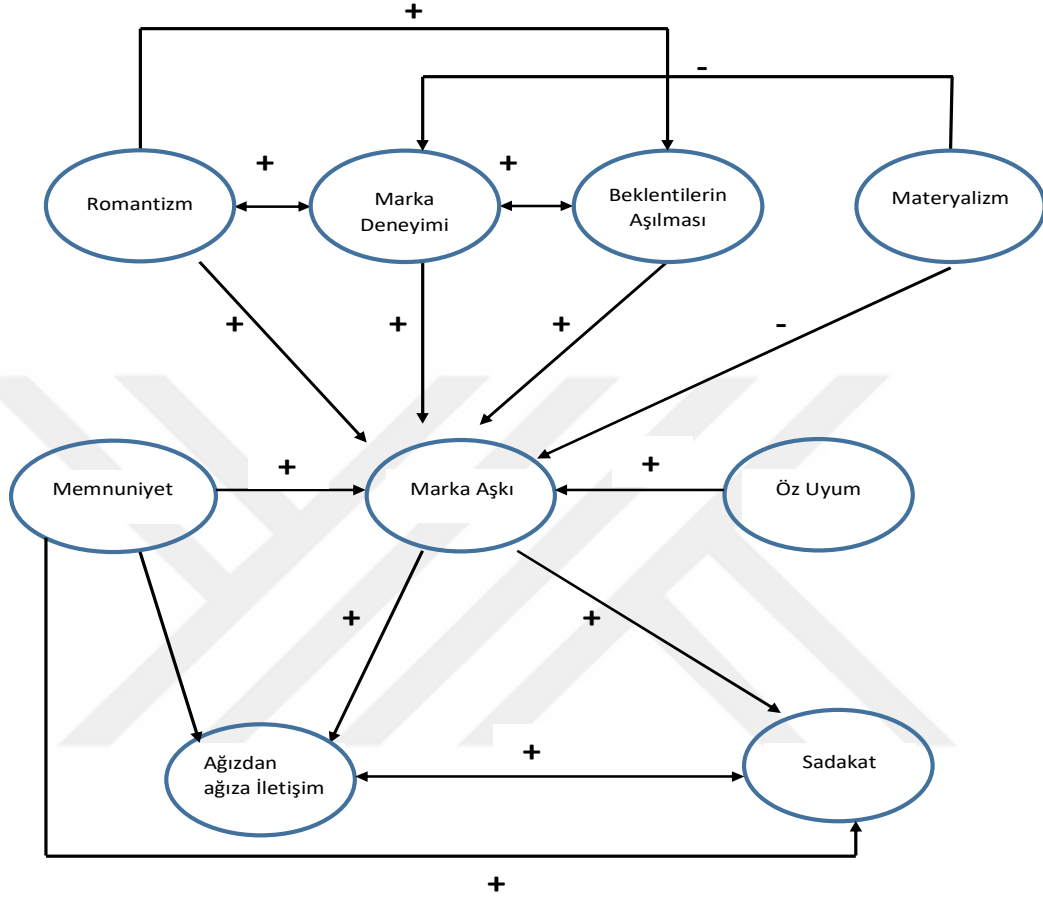 +
-
+
+
Romantizm
Marka
Deneyimi
Beklentilerin
Aşılması
Materyalizm
+
+
+
-
Memnuniyet
+
Marka Aşkı
+
Öz Uyum
+
+
Ağızdan
ağıza İletişim
+
Sadakat
+